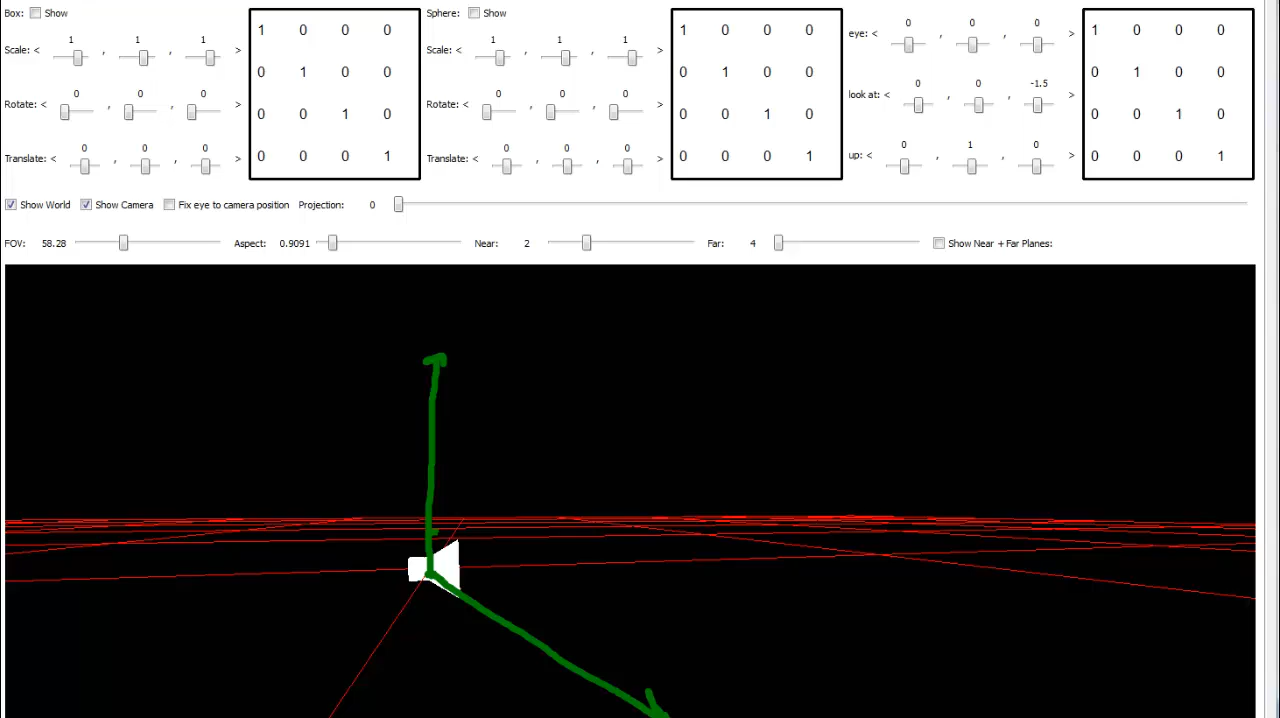 Box: Show
Scale: < 1 , 1 , 1 >
Rotate: < 0 , 0 , 0 >
Translate: < 0 , 0 , 0 >
1 0 0 0
0 1 0 0
0 0 1 0
0 0 0 1
Sphere: Show
Scale: < 1 , 1 , 1 >
Rotate: < 0 , 0 , 0 >
Translate: < 0 , 0 , 0 >
1 0 0 0
0 1 0 0
0 0 1 0
0 0 0 1
eye: < 0 , 0 , 0 >
look at: < 0 , 0 , -1.5 >
up: < 0 , 1 , 0 >
1 0 0 0
0 1 0 0
0 0 1 0
0 0 0 1
Show World Show Camera Fix eye to camera position Projection: 0
FOV: 58.28 Aspect: 0.9091 Near: 2 Far: 4 Show Near +Far Planes: